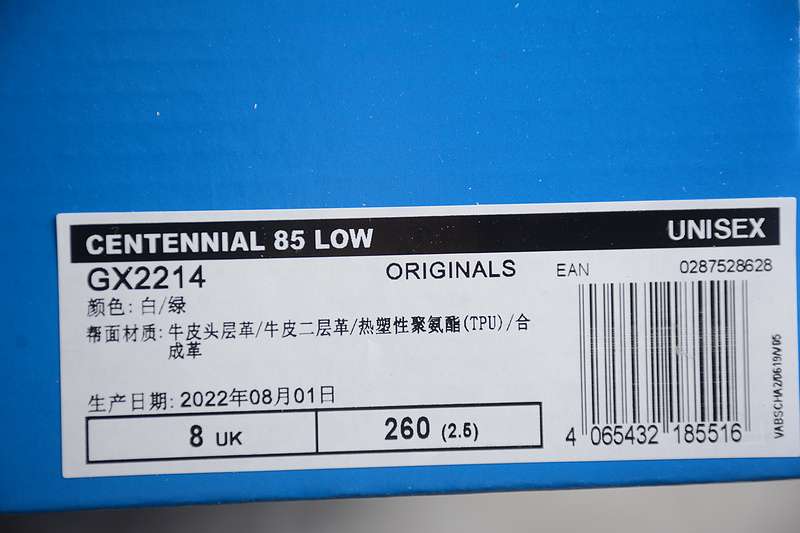 CENTENNIAL 85 LOW UNISEX
GX2214 ORIGINALS EAN 0287528628
颜色: 白/绿
帮面材质: 牛皮头层革/牛皮二层革/热塑性聚氨酯(TPU)/合
成革
生产日期: 2022年08月01日
8 UK 260 (2.5)
4 065432 185516
VABSCHA2/0619/V05